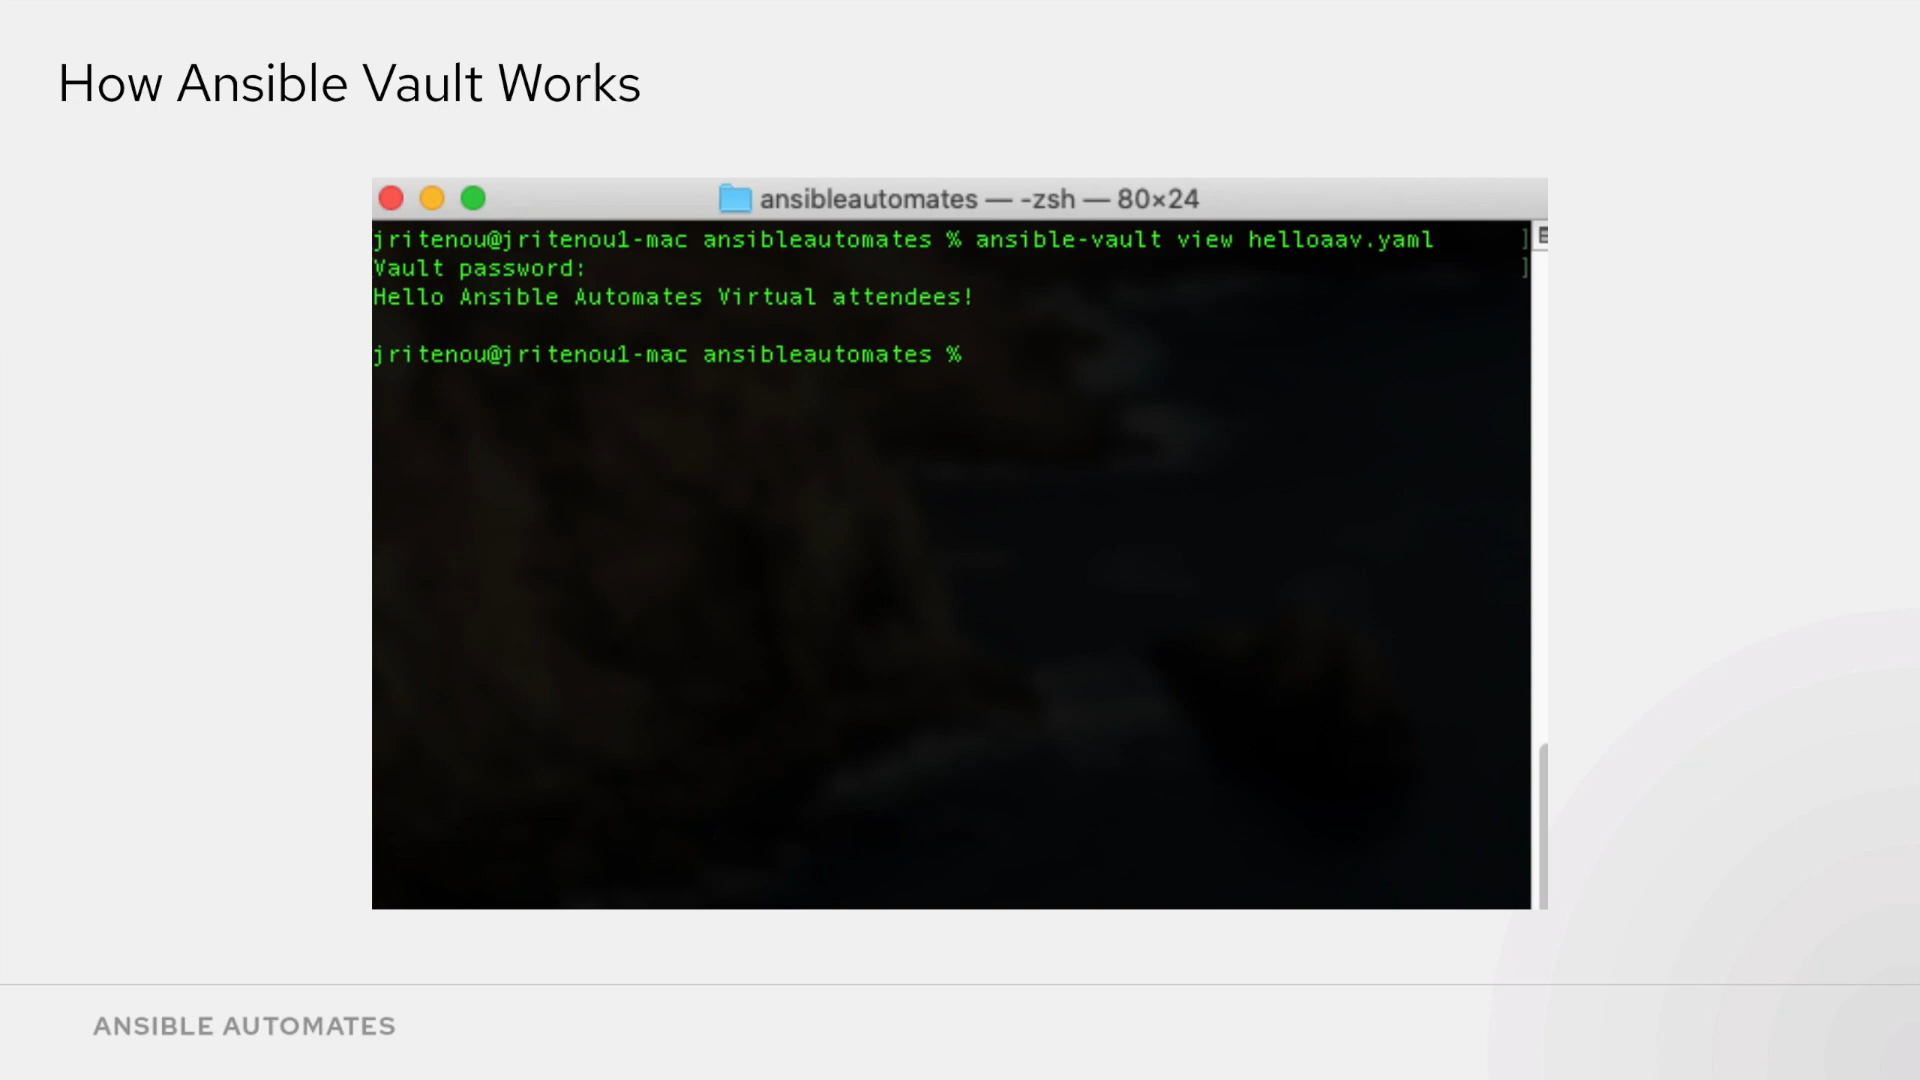 How Ansible Vault Works
ansibleautomates — -zsh — 80×24
jritenou@jritenou1-mac ansibleautomates % ansible-vault view helloaav.yaml ]
Vault password: ]
Hello Ansible Automates Virtual attendees!
jritenou@jritenou1-mac ansibleautomates %
ANSIBLE AUTOMATES